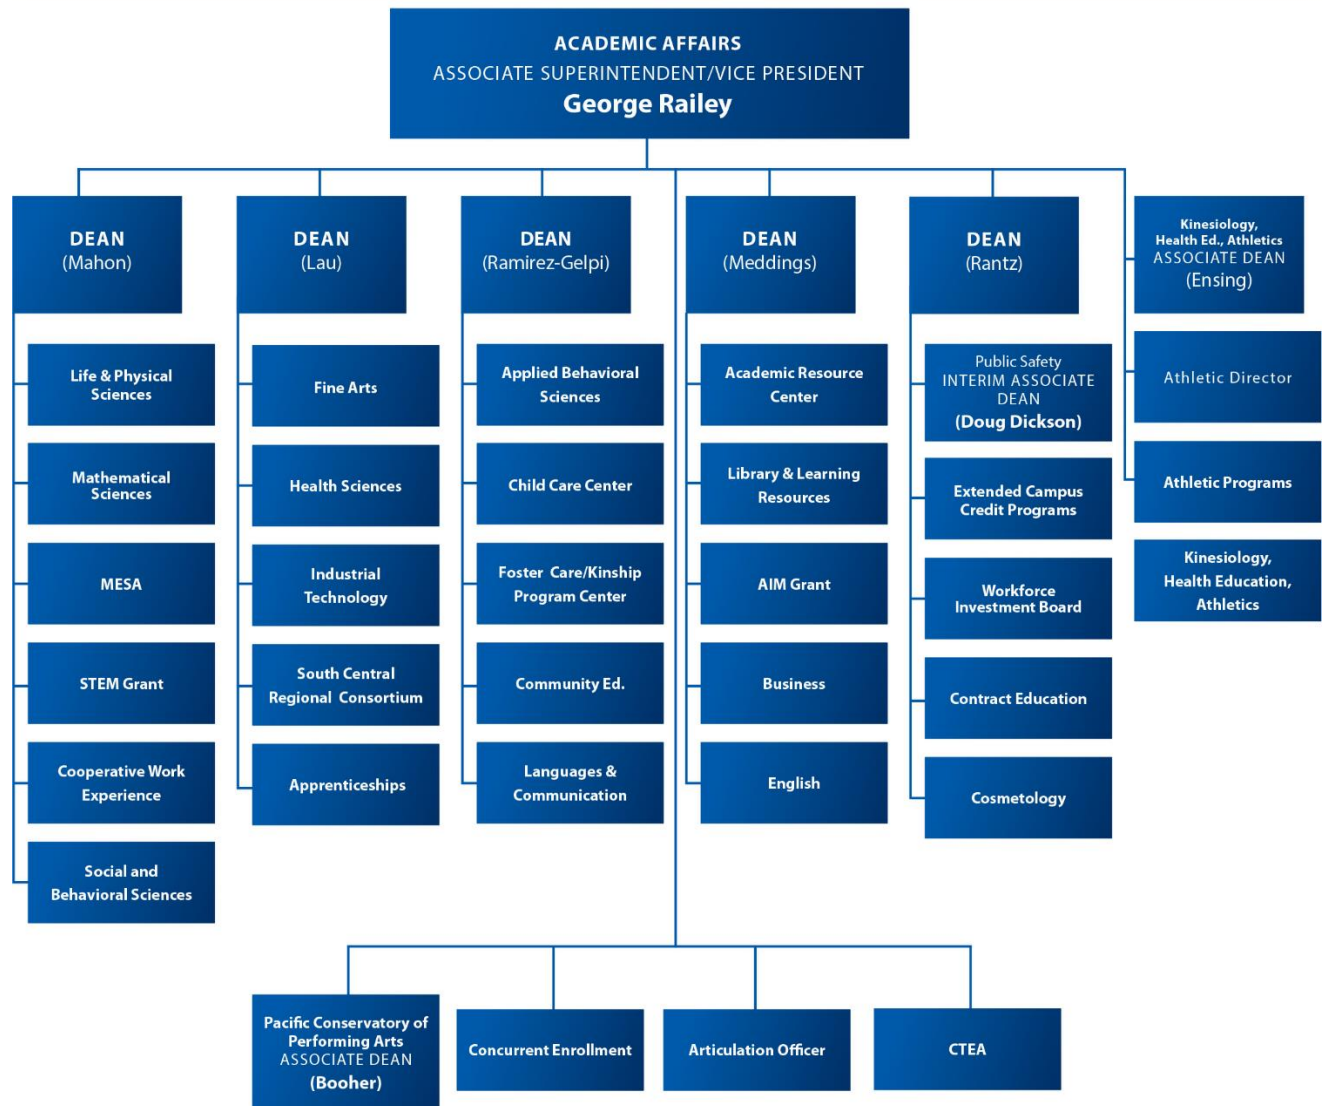 ACADEMIC AFFAIRS
ASSOCIATE SUPERINTENDENT/VICE PRESIDENT
George Railey
DEAN
(Mahon)
Life & Physical
Sciences
Mathematical
Sciences
MESA
STEM Grant
Cooperative Work
Experience
Social and
Behavioral Sciences
DEAN
(Lau)
Fine Arts
Health Sciences
Industrial
Technology
South Central
Regional Consortium
Apprenticeships
DEAN
(Ramirez-Gelpi)
Applied Behavioral
Sciences
Child Care Center
Foster Care/Kinship
Program Center
Community Ed.
Languages &
Communication
DEAN
(Meddings)
Academic Resource
Center
Library & Learning
Resources
AIM Grant
Business
English
DEAN
(Rantz)
Public Safety
INTERIM ASSOCIATE
DEAN
(Doug Dickson)
Extended Campus
Credit Programs
Workforce
Investment Board
Contract Education
Cosmetology
Kinesiology,
Health Ed., Athletics
ASSOCIATE DEAN
(Ensing)
Athletic Director
Athletic Programs
Kinesiology,
Health Education,
Athletics
Pacific Conservatory of
Performing Arts
ASSOCIATE DEAN
(Booher)
Concurrent Enrollment
Articulation Officer
CTEA